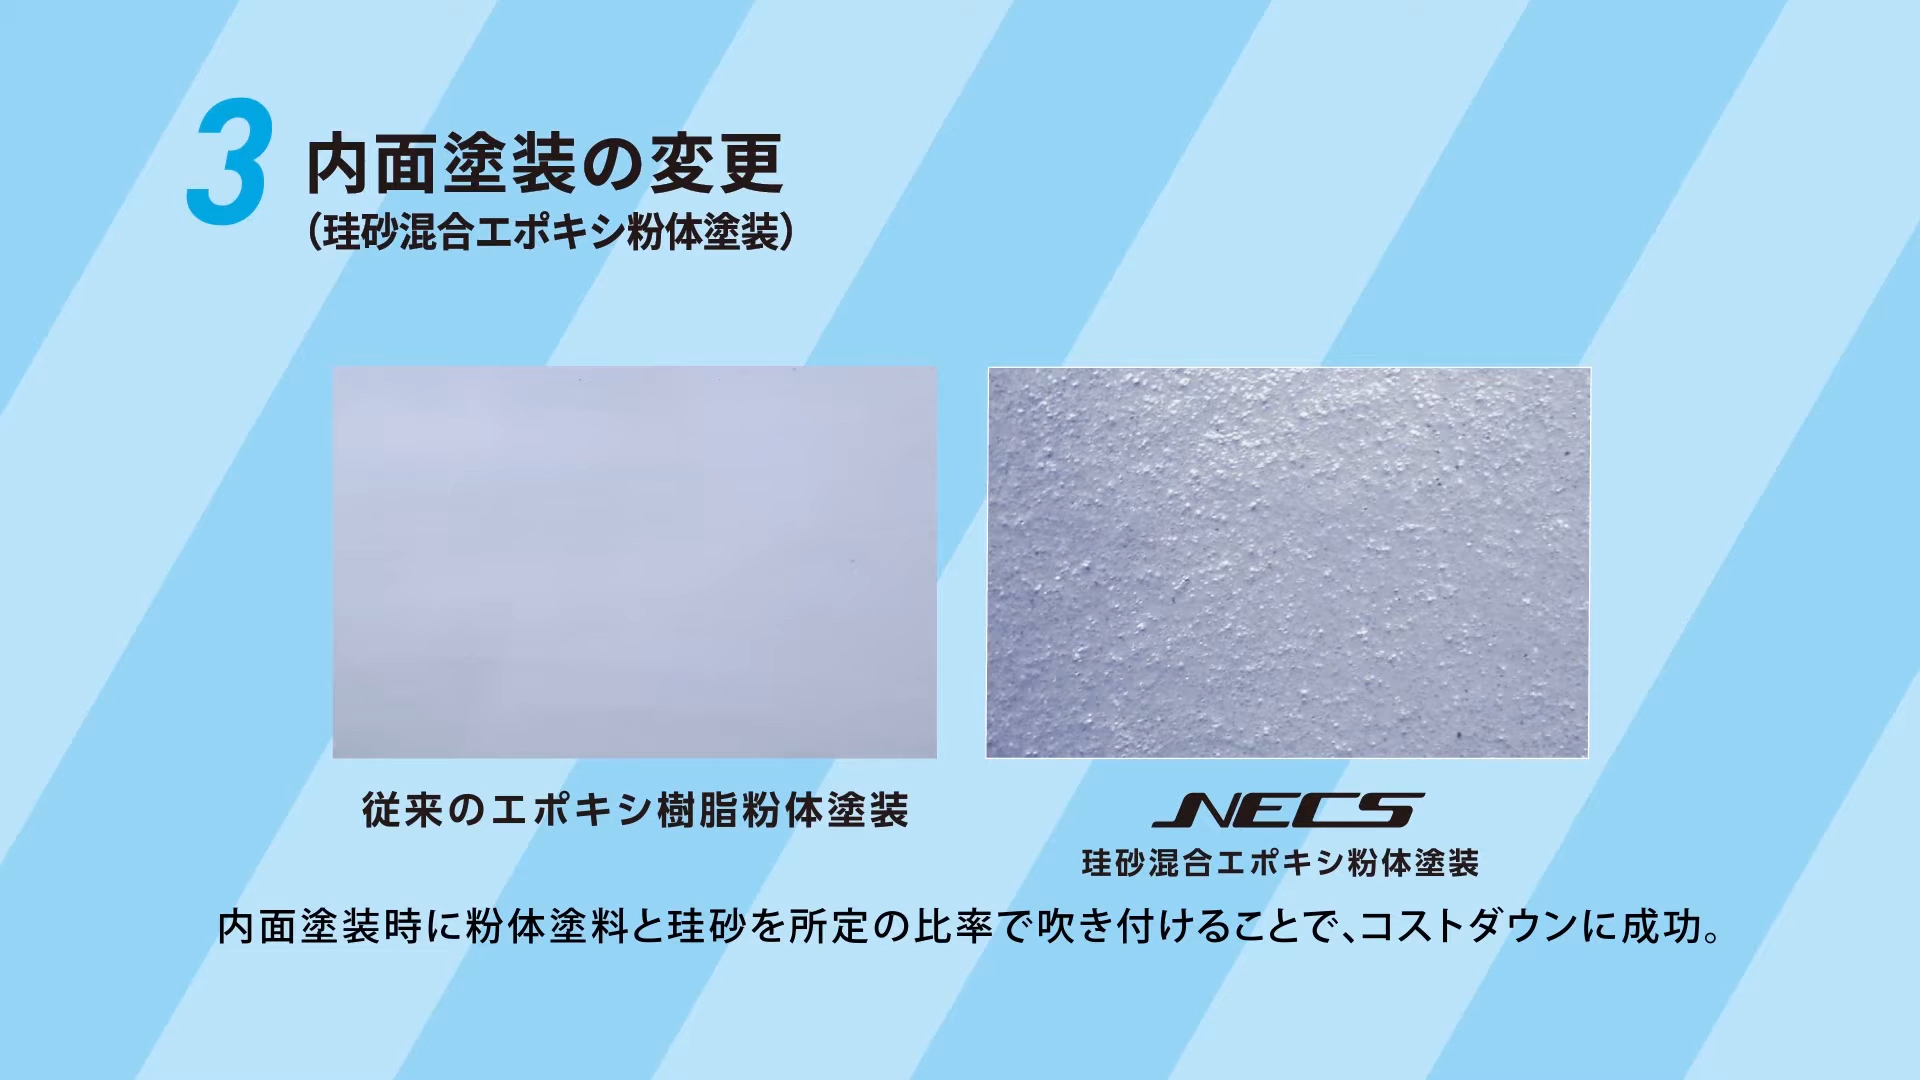 3
内面塗装の変更
（珪砂混合エポキシ粉体塗装）
従来のエポキシ樹脂粉体塗装
NECS
珪砂混合エポキシ粉体塗装
内面塗装時に粉体塗料と珪砂を所定の比率で吹き付けることで、コストダウンに成功。